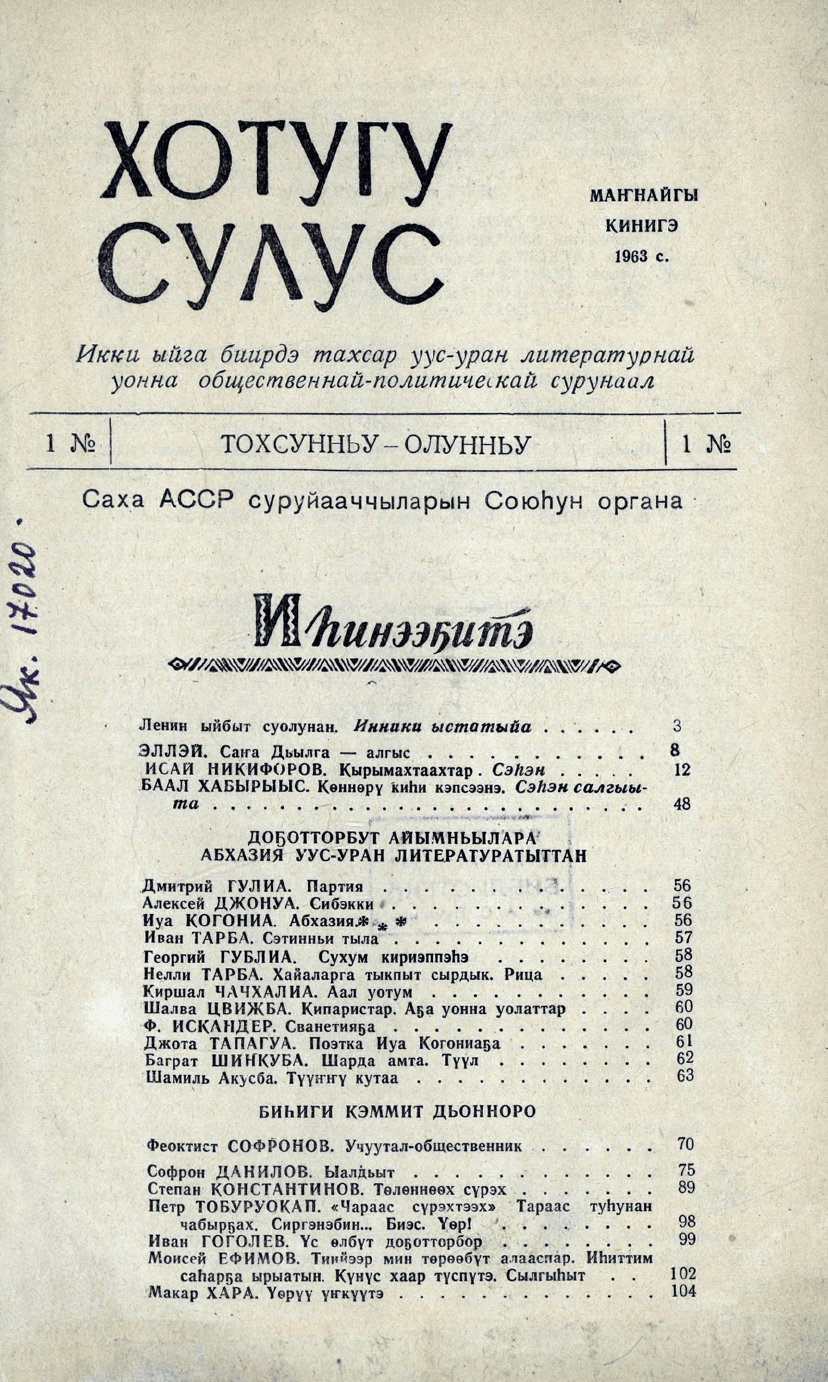 ХОТУГУ
СУЛУС
МАҤНАЙГЫ
КИНИГЭ
1963 с.
Икки ыйга биирдэ тахсар уус-уран литературнай
уонна общественнай-политическай сурунаал
1 № ТОХСУННЬУ — ОЛУННЬУ 1 №
Саха АССР суруйааччыларын Союһун органа
Як. 17020.
Иһинээҕитэ
Ленин ыйбыт суолунан. Инники ыстатыйа . . . . . . 3
ЭЛЛЭЙ. Саҥа Дьылга — алгыс . . . . . . . . . . . 8
ИСАЙ НИКИФОРОВ. Кырымахтаахтар. Сэһэн . . . . . 12
БААЛ ХАБЫРЫЫС. Көннөрү киһи кэпсээнэ. Сэһэн салгыы-
та . . . . . . . . . . . . . . . . . . . . . . . 48
ДОҔОТТОРБУТ АЙЫМНЬЫЛАРА
АБХАЗИЯ УУС-УРАН ЛИТЕРАТУРАТЫТТАН
Дмитрий ГУЛИА. Партия . . . . . . . . . . . . . 56
Алексей ДЖОНУА. Сибэкки . . . . . . . . . . . . 56
Иуа КОГОНИА. Абхазия.* * * . . . . . . . . . . . 56
Иван ТАРБА. Сэтинньи тыла . . . . . . . . . . . . 57
Георгий ГУБЛИА. Сухум кириэппэһэ . . . . . . . . 58
Нелли ТАРБА. Хайаларга тыкпыт сырдык. Рица . . . . . 58
Киршал ЧАЧХАЛИА. Аал уотум . . . . . . . . . . . 59
Шалва ЦВИЖБА. Кипаристар. Аҕа уонна уолаттар . . . . 60
Ф. ИСКАНДЕР. Сванетияҕа . . . . . . . . . . . . . 60
Джота ТАПАГУА. Поэтка Иуа Когониаҕа . . . . . . . 61
Баграт ШИНКУБА. Шарда амта. Түүл . . . . . . . . 62
Шамиль Акусба. Түүҥҥү кутаа . . . . . . . . . . . 63
БИҺИГИ КЭММИТ ДЬОННОРО
Феоктист СОФРОНОВ. Учуутал-общественник . . . . . . 70
Софрон ДАНИЛОВ. Ыалдьыт . . . . . . . . . . . . 75
Степан КОНСТАНТИНОВ. Төлөннөөх сүрэх . . . . . . . 89
Петр ТОБУРУОКАП. «Чараас сүрэхтээх» Тараас туһунан
чабырҕах. Сиргэнэбин... Биэс. Үөр! . . . . . . . . 98
Иван ГОГОЛЕВ. Үс өлбүт доҕотторбор . . . . . . . . 99
Моисей ЕФИМОВ. Тиийээр мин төрөөбүт алааспар. Иһиттим
саһарҕа ырыатын. Күнүс хаар түспүтэ. Сылгыһыт . . 102
Макар ХАРА. Үөрүү үҥкүүтэ . . . . . . . . . . . . 104